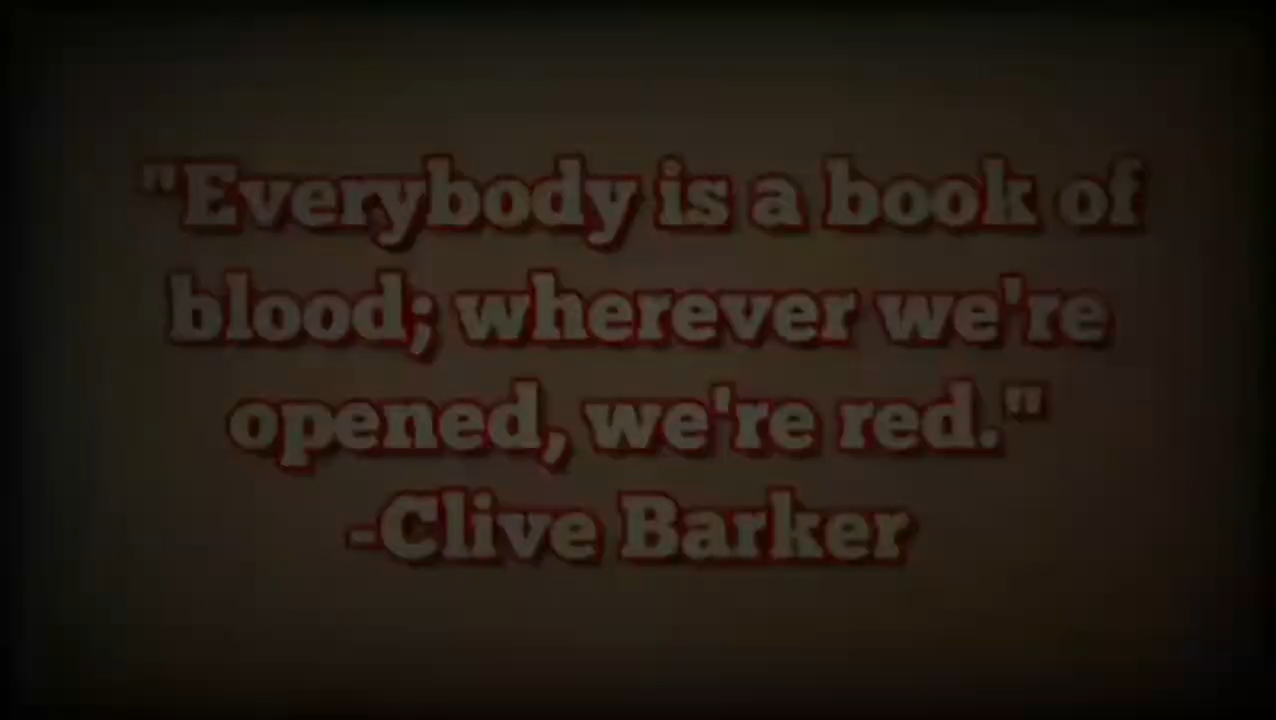 "Everybody is a book of
blood; wherever we're
opened, we're red."
-Clive Barker